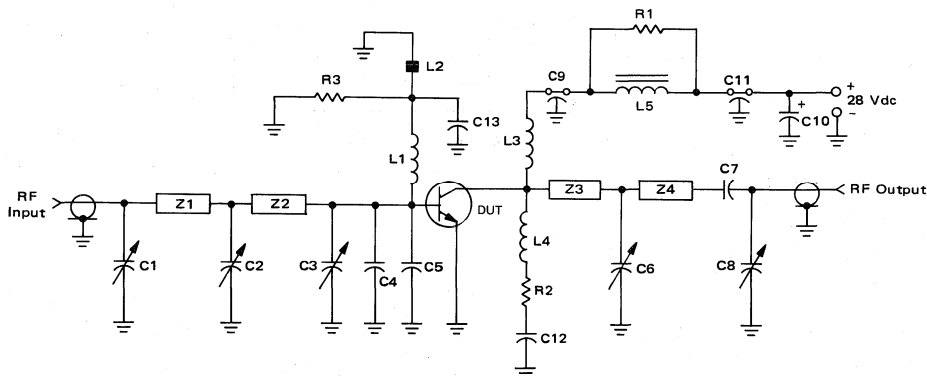 R1
L2
R3
C9
C11
+
28 Vdc
−
L5
+
C10
C13
L3
L1
RF
Input
Z1
Z2
DUT
Z3
Z4
C7
RF Output
L4
C1
C2
C3
C4
C5
R2
C6
C8
C12